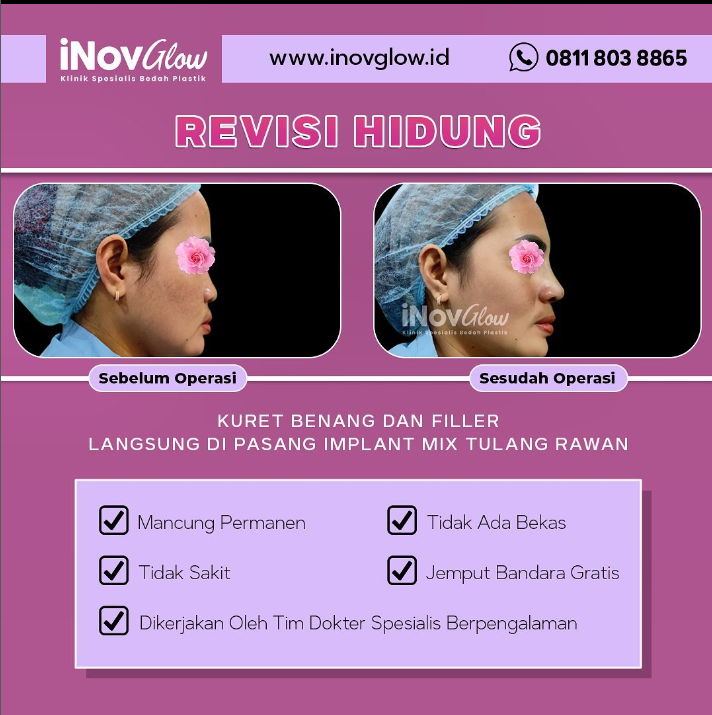 iNovGlow
Klinik Spesialis Bedah Plastik
www.inovglow.id
0811 803 8865
REVISI HIDUNG
iNovGlow
Klinik Spesialis Bedah Plastik
Sebelum Operasi
Sesudah Operasi
KURET BENANG DAN FILLER
LANGSUNG DI PASANG IMPLANT MIX TULANG RAWAN
Mancung Permanen
Tidak Ada Bekas
Tidak Sakit
Jemput Bandara Gratis
Dikerjakan Oleh Tim Dokter Spesialis Berpengalaman